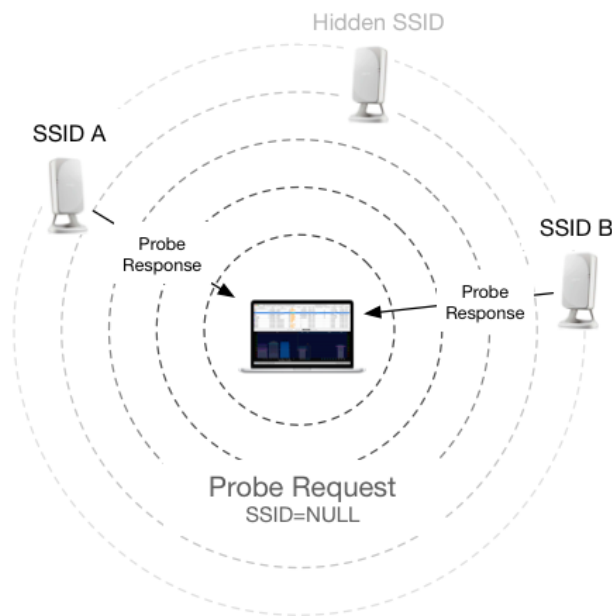 Hidden SSID
SSID A
Probe
Response
SSID B
Probe
Response
Probe Request
SSID=NULL